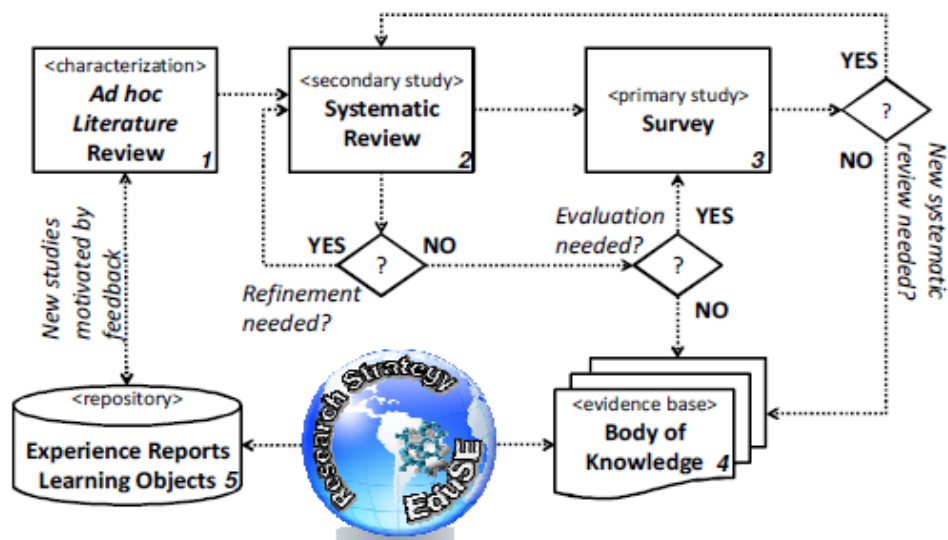 <characterization>
Ad hoc
Literature
Review
1
<secondary study>
Systematic
Review
2
<primary study>
Survey
3
YES
?
NO
New systematic
review needed?
YES
?
NO
Refinement
needed?
Evaluation
needed?
YES
?
NO
New studies
motivated by
feedback
<repository>
Experience Reports
Learning Objects 5
Research Strategy
EduSE
<evidence base>
Body of
Knowledge 4